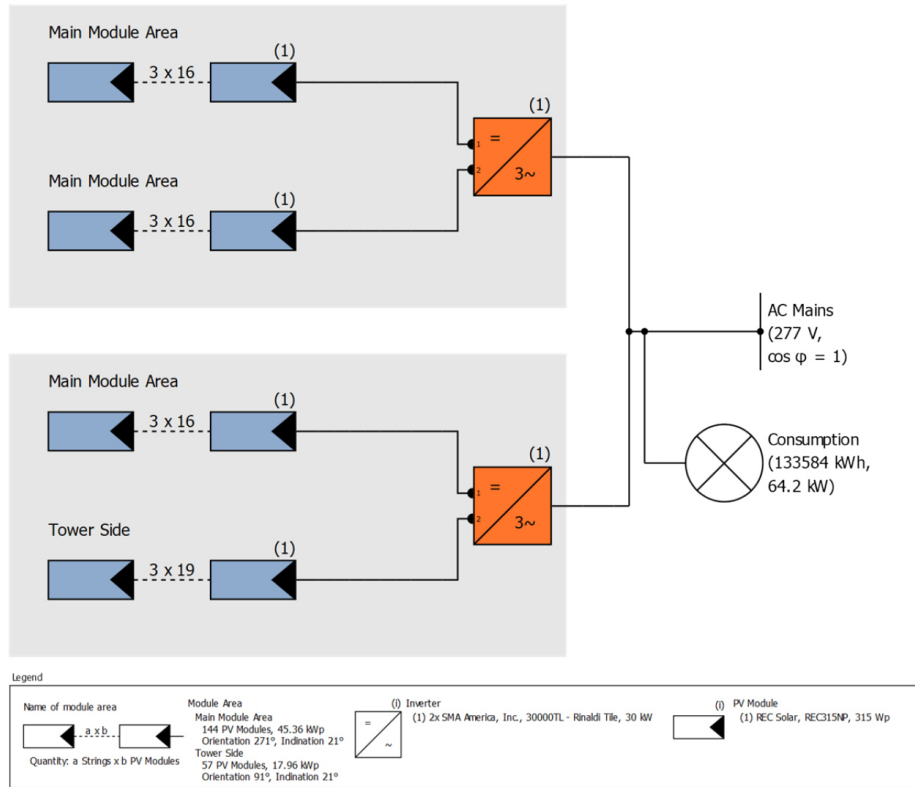 Main Module Area
(1)
3 x 16
(1)
=
1
2
3~
Main Module Area
(1)
3 x 16
AC Mains
(277 V,
cos φ = 1)
Main Module Area
(1)
3 x 16
(1)
=
1
2
3~
Consumption
(133584 kWh,
64.2 kW)
Tower Side
(1)
3 x 19
Legend
Name of module area
a x b
Quantity: a Strings x b PV Modules
Module Area
Main Module Area
144 PV Modules, 45.36 kWp
Orientation 271°, Inclination 21°
Tower Side
57 PV Modules, 17.96 kWp
Orientation 91°, Inclination 21°
(i) Inverter
=
~
(1) 2x SMA America, Inc., 30000TL - Rinaldi Tile, 30 kW
(i) PV Module
(1) REC Solar, REC315NP, 315 Wp